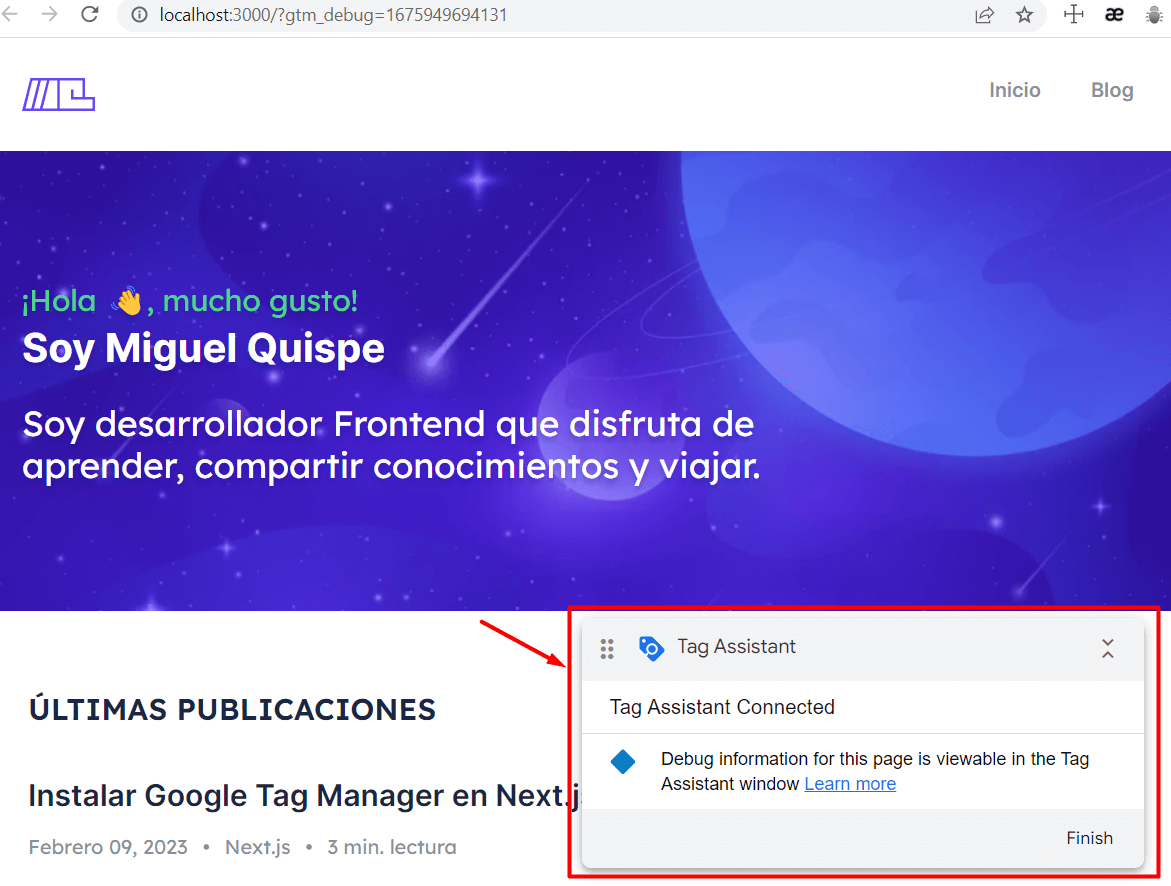 localhost:3000/?gtm_debug=1675949694131
Inicio
Blog
¡Hola 👋, mucho gusto!
Soy Miguel Quispe
Soy desarrollador Frontend que disfruta de
aprender, compartir conocimientos y viajar.
Tag Assistant
Tag Assistant Connected
Debug information for this page is viewable in the Tag
Assistant window Learn more
Finish
ÚLTIMAS PUBLICACIONES
Instalar Google Tag Manager en Next.js
Febrero 09, 2023 • Next.js • 3 min. lectura